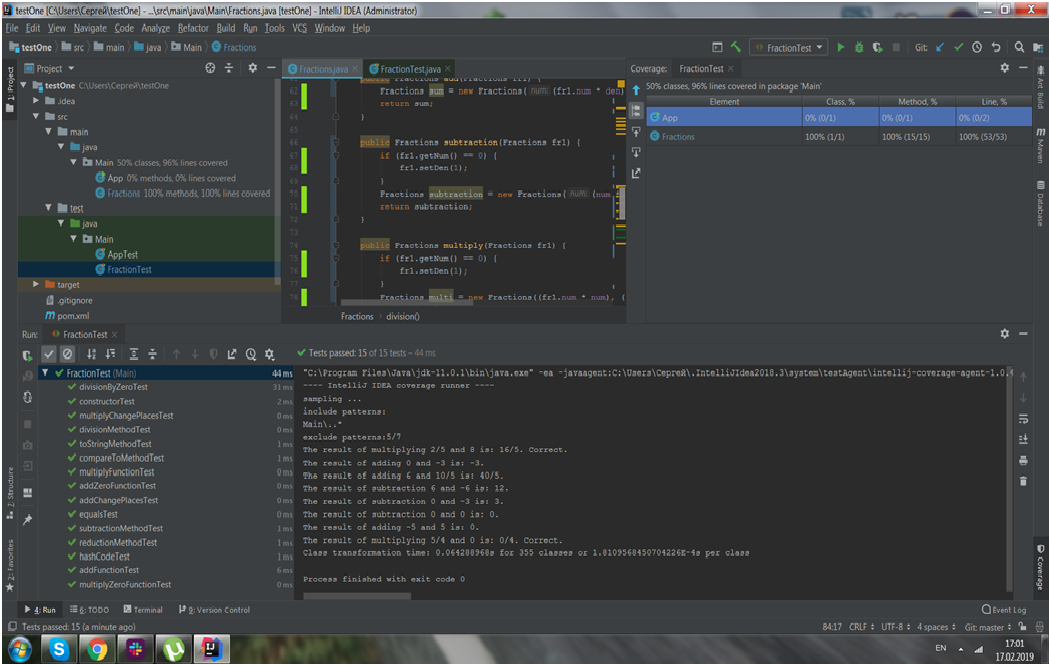 testOne [C:\Users\Сергей\testOne] - ...\src\main\java\Main\Fractions.java [testOne] - IntelliJ IDEA (Administrator)
File Edit View Navigate Code Analyze Refactor Build Run Tools VCS Window Help
testOne src main java Main Fractions FractionTest Git:
1: Project
Project
testOne C:\Users\Сергей\testOne
.idea
src
main
java
Main 50% classes, 96% lines covered
App 0% methods, 0% lines covered
Fractions 100% methods, 100% lines covered
test
java
Main
AppTest
FractionTest
target
.gitignore
pom.xml
Fractions.java FractionTest.java
public Fractions add(Fractions fr1) {
62 Fractions sum = new Fractions( num (fr1.num * den)
63 return sum;
64 }
65
66 public Fractions subtraction(Fractions fr1) {
67 if (fr1.getNum() == 0) {
68 fr1.setDen(1);
69 }
70 Fractions subtraction = new Fractions( num (num
71 return subtraction;
72 }
73
74 public Fractions multiply(Fractions fr1) {
75 if (fr1.getNum() == 0) {
76 fr1.setDen(1);
77 }
78 Fractions multi = new Fractions((fr1.num * num), (
Fractions › division()
Coverage: FractionTest
50% classes, 96% lines covered in package 'Main'
Element Class, % Method, % Line, %
App 0% (0/1) 0% (0/1) 0% (0/2)
Fractions 100% (1/1) 100% (15/15) 100% (53/53)
Ant Build
Maven
Database
Coverage
Run: FractionTest
Tests passed: 15 of 15 tests – 44 ms
FractionTest (Main) 44 ms
divisionByZeroTest 31 ms
constructorTest 2 ms
multiplyChangePlacesTest 0 ms
divisionMethodTest 0 ms
toStringMethodTest 1 ms
compareToMethodTest 1 ms
multiplyFunctionTest 0 ms
addZeroFunctionTest 0 ms
addChangePlacesTest 0 ms
equalsTest 0 ms
subtractionMethodTest 1 ms
reductionMethodTest 1 ms
hashCodeTest 1 ms
addFunctionTest 6 ms
multiplyZeroFunctionTest 0 ms
"C:\Program Files\Java\jdk-11.0.1\bin\java.exe" -ea -javaagent:C:\Users\Сергей\.IntelliJIdea2018.3\system\testAgent\intellij-coverage-agent-1.0.4
---- IntelliJ IDEA coverage runner ----
sampling ...
include patterns:
Main\..*
exclude patterns:5/7
The result of multiplying 2/5 and 8 is: 16/5. Correct.
The result of adding 0 and -3 is: -3.
The result of adding 6 and 10/5 is: 40/5.
The result of subtraction 6 and -6 is: 12.
The result of subtraction 0 and -3 is: 3.
The result of subtraction 0 and 0 is: 0.
The result of adding -5 and 5 is: 0.
The result of multiplying 5/4 and 0 is: 0/4. Correct.
Class transformation time: 0.064288968s for 355 classes or 1.8109568450704226E-4s per class
Process finished with exit code 0
7: Structure
2: Favorites
4: Run 6: TODO Terminal 9: Version Control Event Log
Tests passed: 15 (a minute ago) 84:17 CRLF UTF-8 4 spaces Git: master
EN 17:01
17.02.2019